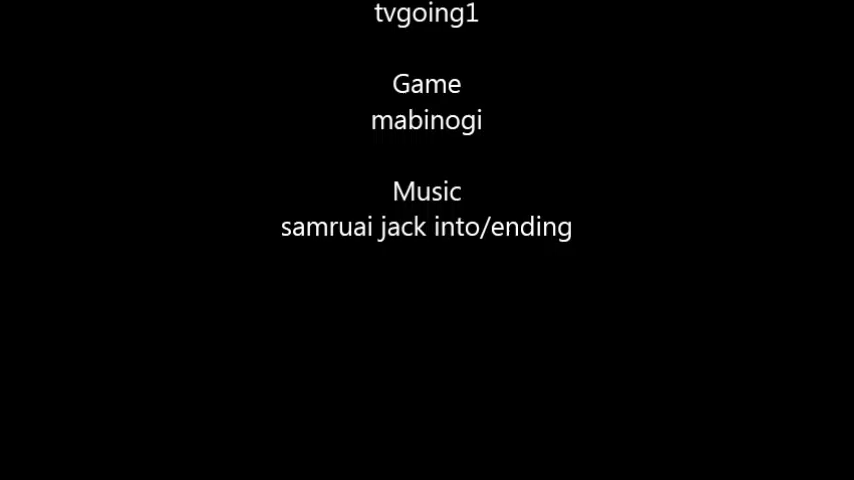 tvgoing1
Game
mabinogi
Music
samruai jack into/ending